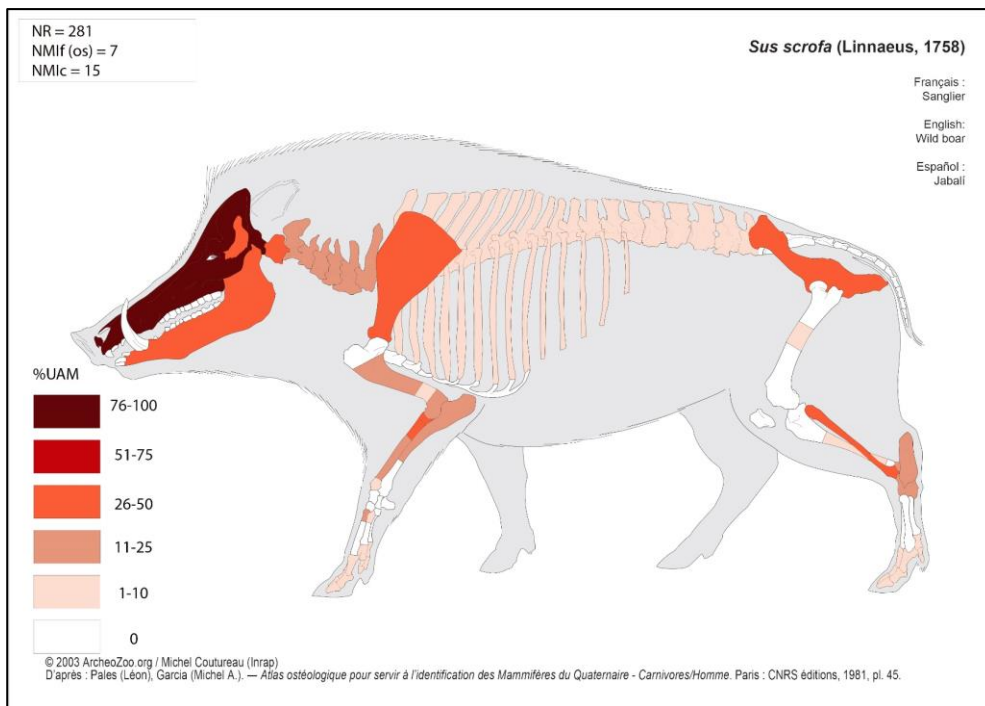 NR = 281
NMIf (os) = 7
NMIc = 15
Sus scrofa (Linnaeus, 1758)
Français :
Sanglier
English:
Wild boar
Español :
Jabalí
%UAM
76-100
51-75
26-50
11-25
1-10
0
© 2003 ArcheoZoo.org / Michel Coutureau (Inrap)
D'après : Pales (Léon), Garcia (Michel A.). — Atlas ostéologique pour servir à l'identification des Mammifères du Quaternaire - Carnivores/Homme. Paris : CNRS éditions, 1981, pl. 45.